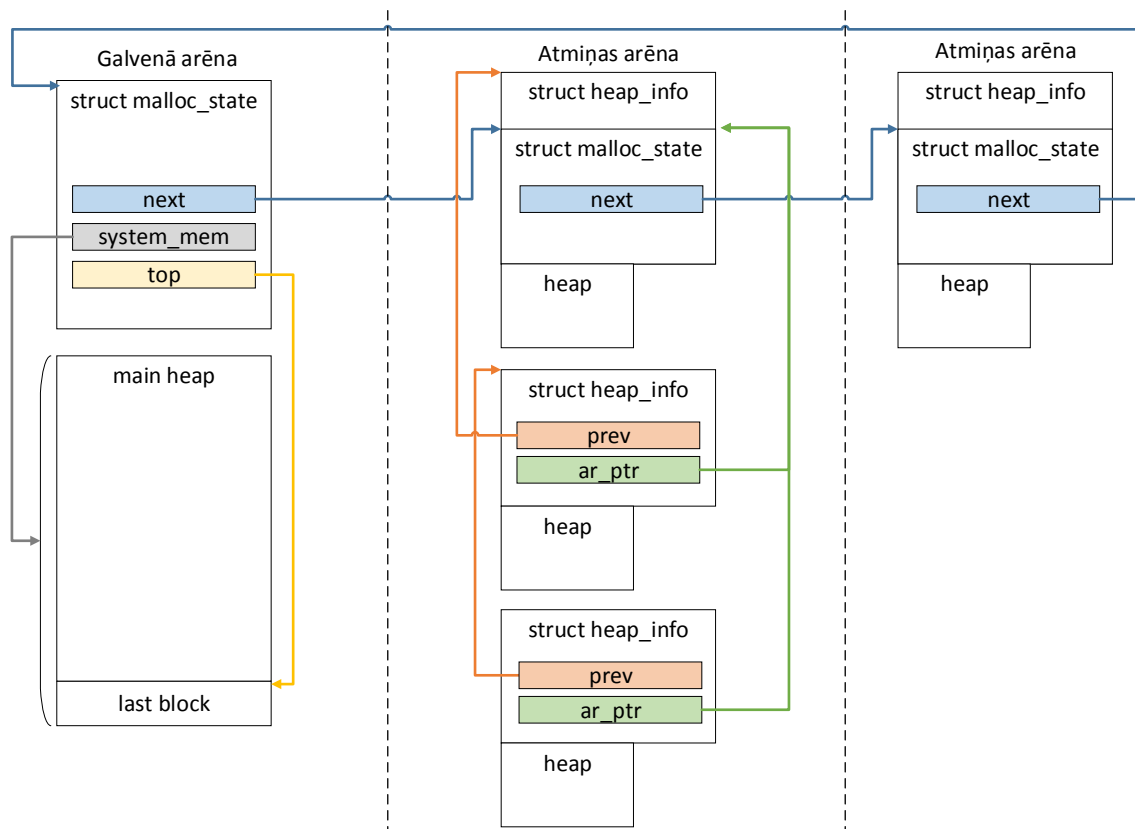 Galvenā arēna
struct malloc_state
next
system_mem
top
main heap
last block
Atmiņas arēna
struct heap_info
struct malloc_state
next
heap
struct heap_info
prev
ar_ptr
heap
struct heap_info
prev
ar_ptr
heap
Atmiņas arēna
struct heap_info
struct malloc_state
next
heap